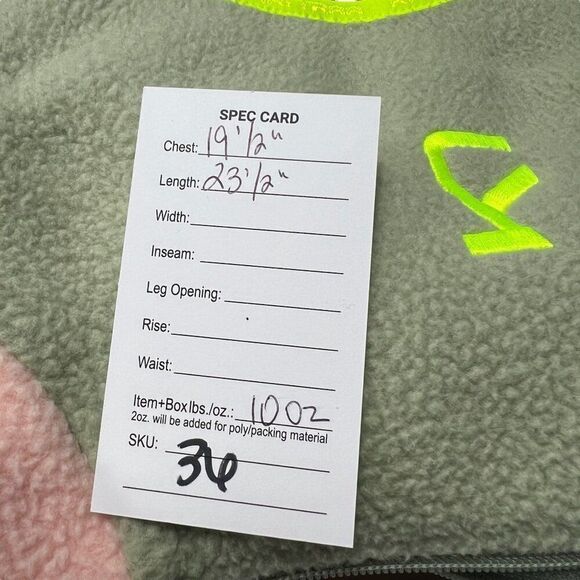 SPEC CARD
Chest: 19 1/2"
Length: 23 1/2"
Width:
Inseam:
Leg Opening:
Rise:
Waist:
Item+Box lbs./oz.: 10 oz
2oz. will be added for poly/packing material
SKU: 36